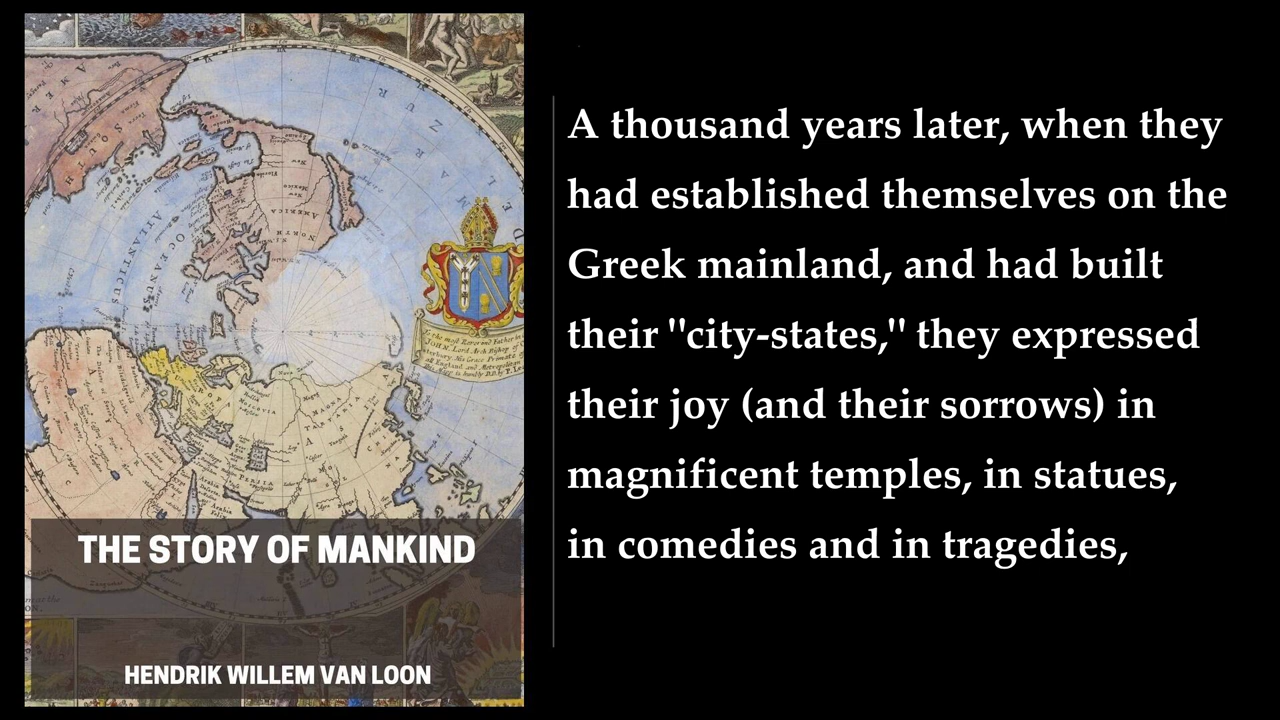 THE STORY OF MANKIND
HENDRIK WILLEM VAN LOON
A thousand years later, when they
had established themselves on the
Greek mainland, and had built
their "city-states," they expressed
their joy (and their sorrows) in
magnificent temples, in statues,
in comedies and in tragedies,